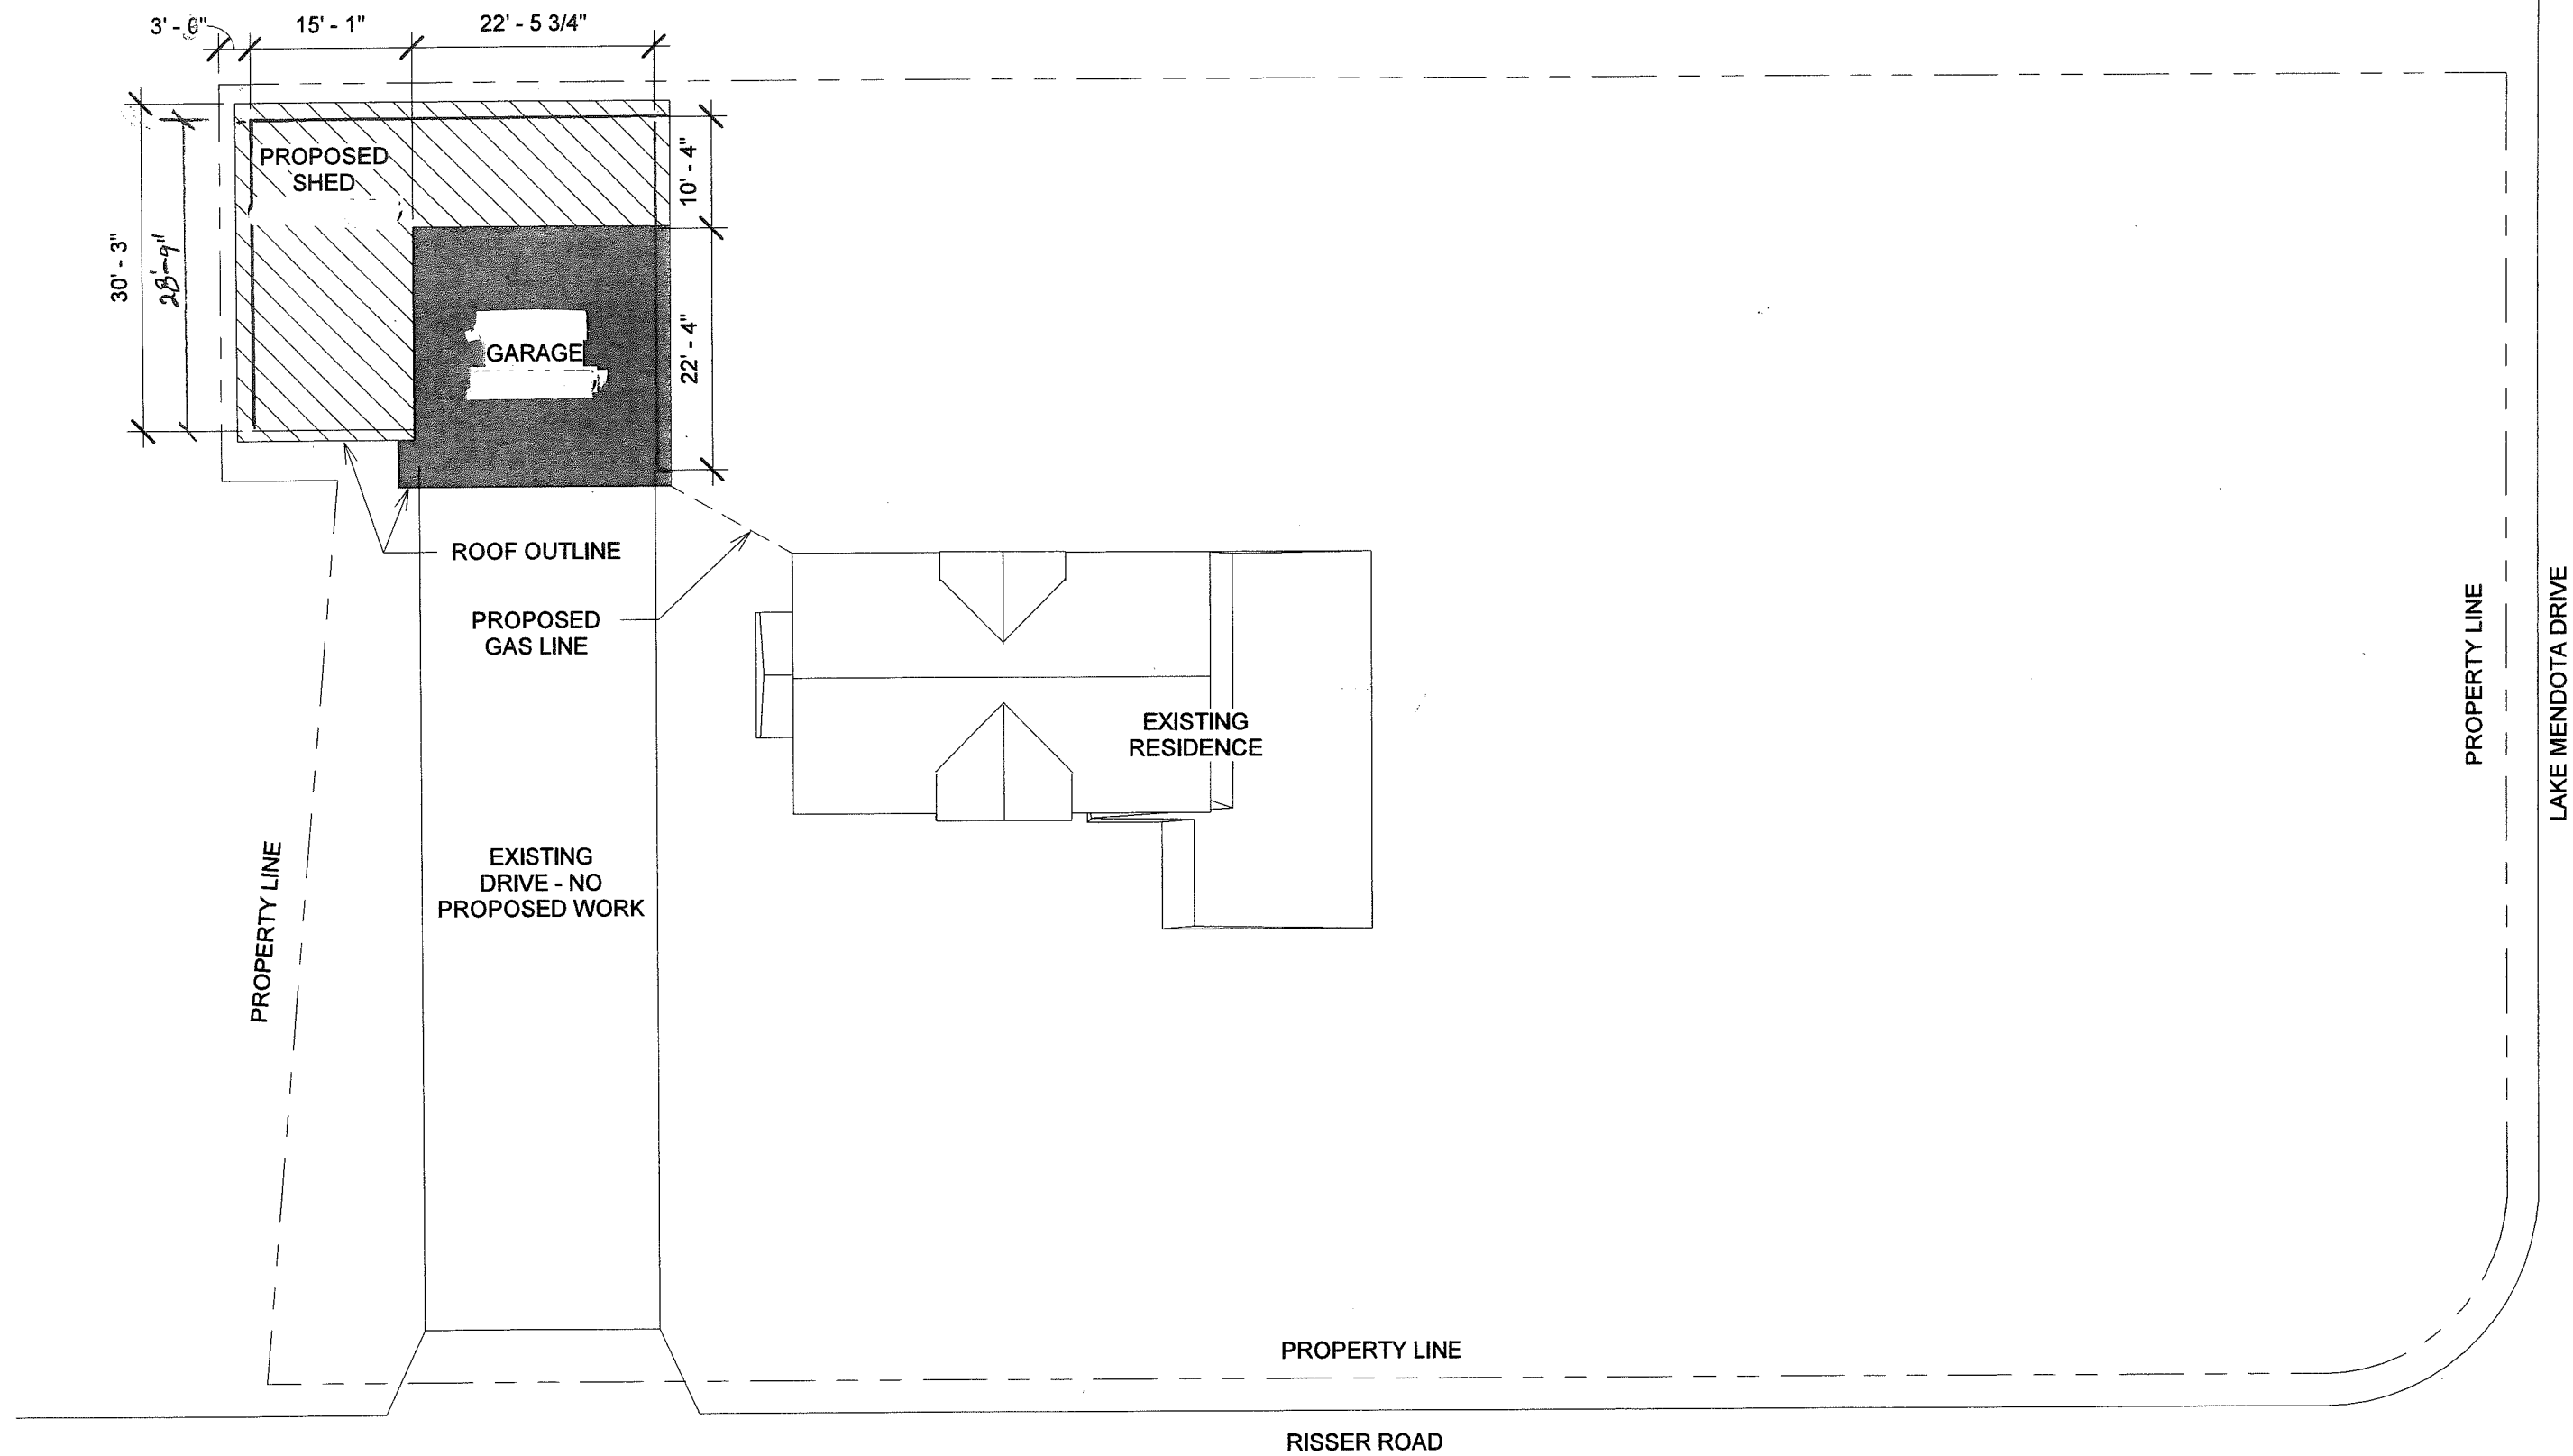 3' - 6"
15' - 1"
22' - 5 3/4"
PROPOSED
SHED
10' - 4"
30' - 3"
28'-9"
22' - 4"
GARAGE
ROOF OUTLINE
PROPOSED
GAS LINE
EXISTING
RESIDENCE
PROPERTY LINE
LAKE MENDOTA DRIVE
EXISTING
DRIVE - NO
PROPOSED WORK
PROPERTY LINE
PROPERTY LINE
RISSER ROAD